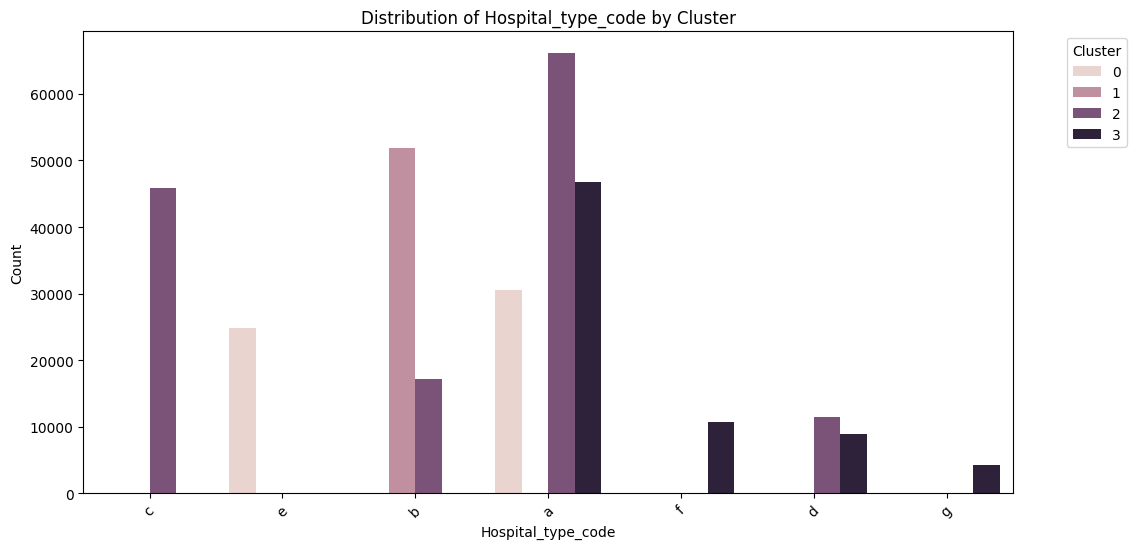 Distribution of Hospital_type_code by Cluster
Cluster
0
1
2
3
Count
60000
50000
40000
30000
20000
10000
0
c e b a f d g
Hospital_type_code